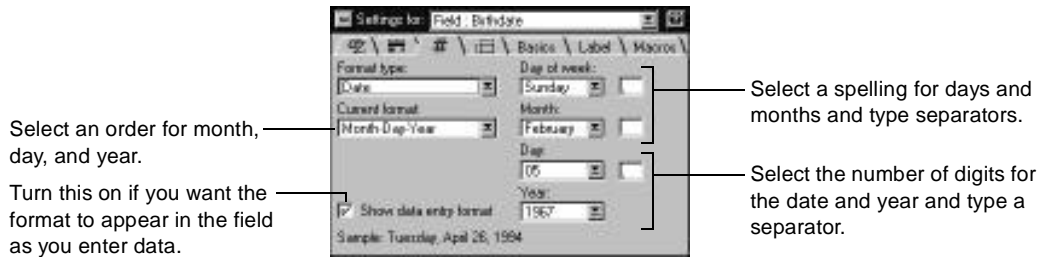 Settings for: Field : Birthdate
Basics Label Macros
Format type: Day of week:
Date Sunday
Current format: Month:
Month-Day-Year February
Day:
05
Year:
Show data entry format 1967
Sample: Tuesday, April 26, 1994
Select an order for month,
day, and year.
Turn this on if you want the
format to appear in the field
as you enter data.
Select a spelling for days and
months and type separators.
Select the number of digits for
the date and year and type a
separator.